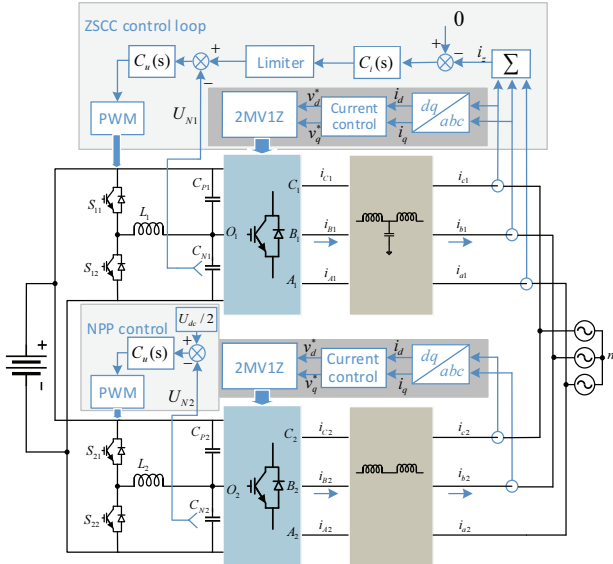 ZSCC control loop
0
C_u(s)
+
−
Limiter
C_i(s)
+
−
i_z
Σ
U_N1
PWM
2MV1Z
v_d^*
v_q^*
Current control
i_d
i_q
dq/abc
S_11
L_1
C_P1
C_1
i_C1
i_c1
O_1
B_1
i_B1
i_b1
S_12
C_N1
A_1
i_A1
i_a1
NPP control
U_dc / 2
+
−
C_u(s)
PWM
U_N2
2MV1Z
v_d^*
v_q^*
Current control
i_d
i_q
dq/abc
+
-
n
S_21
L_2
C_P2
C_2
i_C2
i_c2
O_2
B_2
i_B2
i_b2
S_22
C_N2
A_2
i_A2
i_a2